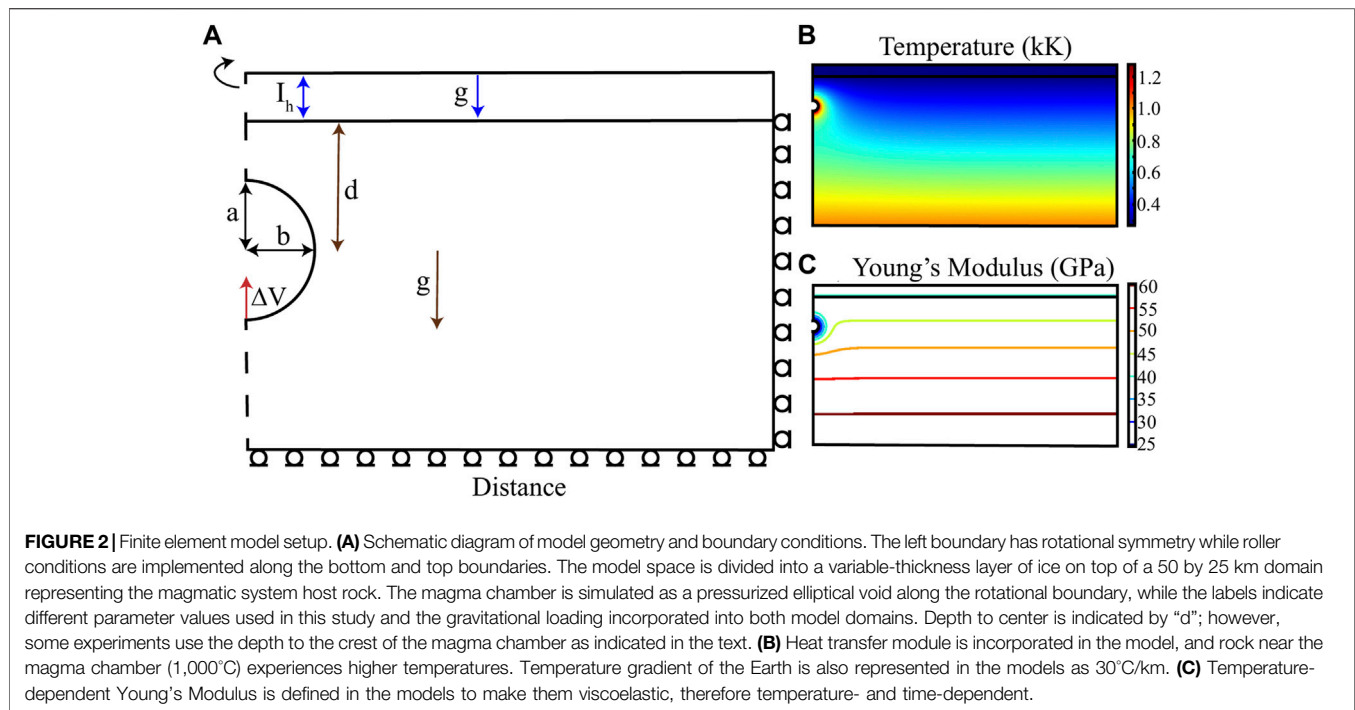 A
I_h
g
d
a
b
ΔV
g
Distance
B
Temperature (kK)
1.2
1.0
0.8
0.6
0.4
C
Young's Modulus (GPa)
60
55
50
45
40
35
30
25
FIGURE 2 | Finite element model setup. (A) Schematic diagram of model geometry and boundary conditions. The left boundary has rotational symmetry while roller
conditions are implemented along the bottom and top boundaries. The model space is divided into a variable-thickness layer of ice on top of a 50 by 25 km domain
representing the magmatic system host rock. The magma chamber is simulated as a pressurized elliptical void along the rotational boundary, while the labels indicate
different parameter values used in this study and the gravitational loading incorporated into both model domains. Depth to center is indicated by "d"; however,
some experiments use the depth to the crest of the magma chamber as indicated in the text. (B) Heat transfer module is incorporated in the model, and rock near the
magma chamber (1,000°C) experiences higher temperatures. Temperature gradient of the Earth is also represented in the models as 30°C/km. (C) Temperature-
dependent Young's Modulus is defined in the models to make them viscoelastic, therefore temperature- and time-dependent.